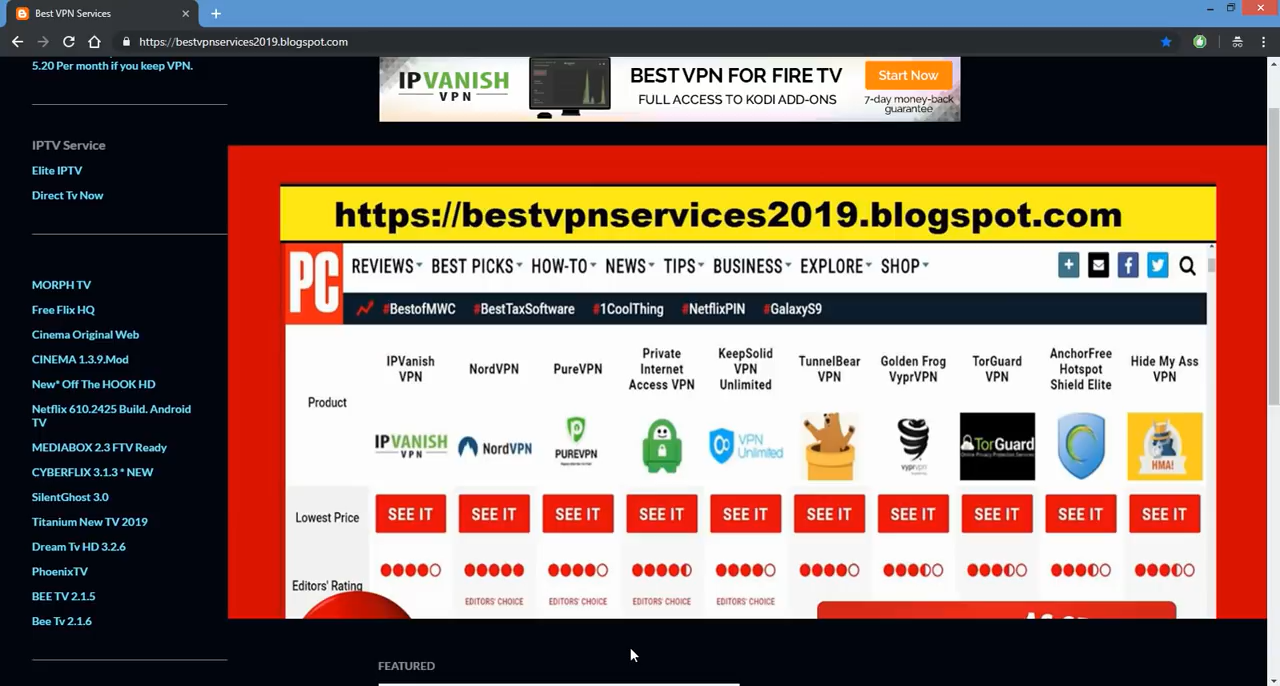 Best VPN Services
https://bestvpnservices2019.blogspot.com
5.20 Per month if you keep VPN.
IPTV Service
Elite IPTV
Direct Tv Now
MORPH TV
Free Flix HQ
Cinema Original Web
CINEMA 1.3.9.Mod
New* Off The HOOK HD
Netflix 610.2425 Build. Android
TV
MEDIABOX 2.3 FTV Ready
CYBERFLIX 3.1.3 * NEW
SilentGhost 3.0
Titanium New TV 2019
Dream Tv HD 3.2.6
PhoenixTV
BEE TV 2.1.5
Bee Tv 2.1.6
IPVANISH
VPN
BEST VPN FOR FIRE TV
FULL ACCESS TO KODI ADD-ONS
Start Now
7-day money-back
guarantee
https://bestvpnservices2019.blogspot.com
PC
REVIEWS BEST PICKS HOW-TO NEWS TIPS BUSINESS EXPLORE SHOP
#BestofMWC #BestTaxSoftware #1CoolThing #NetflixPIN #GalaxyS9
Product
IPVanish
VPN
NordVPN
PureVPN
Private
Internet
Access VPN
KeepSolid
VPN
Unlimited
TunnelBear
VPN
Golden Frog
VyprVPN
TorGuard
VPN
AnchorFree
Hotspot
Shield Elite
Hide My Ass
VPN
IPVANISH
VPN
NordVPN
PUREVPN
VPN
Unlimited
vyprvpn
TorGuard
HMA!
Lowest Price
SEE IT SEE IT SEE IT SEE IT SEE IT SEE IT SEE IT SEE IT SEE IT SEE IT
Editors' Rating
EDITORS' CHOICE EDITORS' CHOICE EDITORS' CHOICE EDITORS' CHOICE
FEATURED